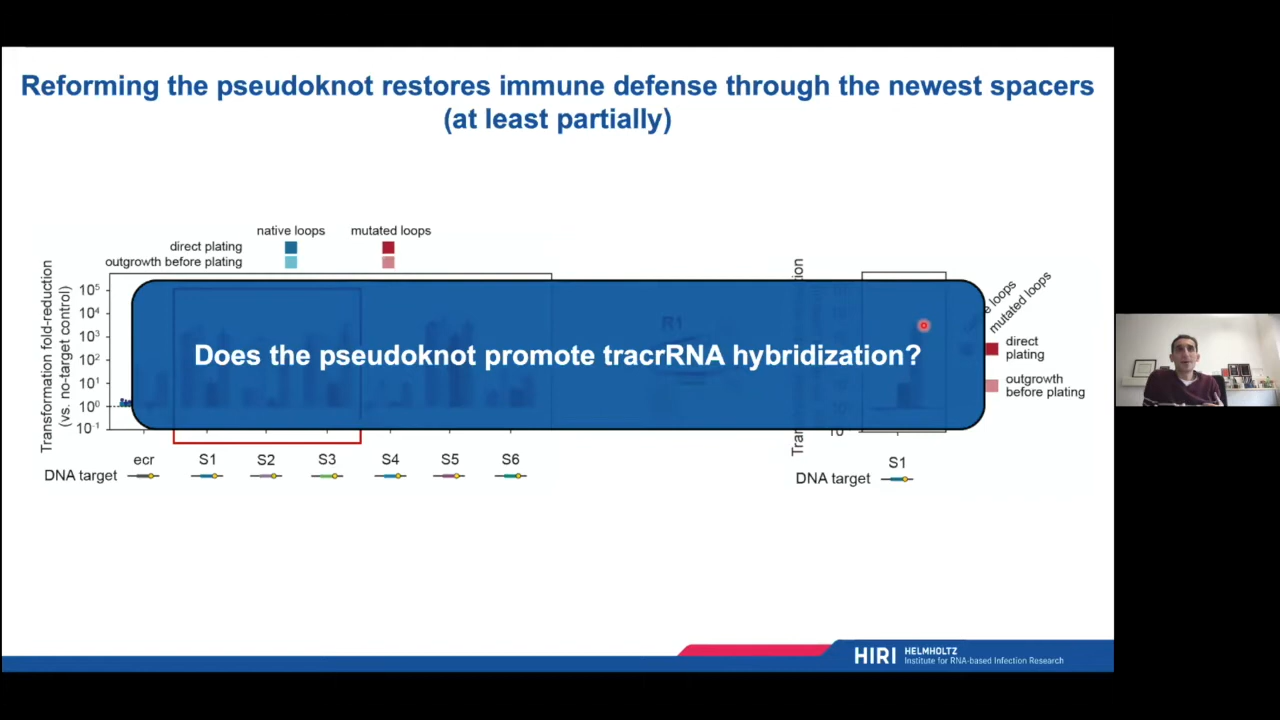 Reforming the pseudoknot restores immune defense through the newest spacers
(at least partially)
native loops
mutated loops
direct plating
outgrowth before plating
Transformation fold-reduction
(vs. no-target control)
10⁵
10⁴
10³
10²
10¹
10⁰
10⁻¹
Does the pseudoknot promote tracrRNA hybridization?
R1
loops
mutated loops
direct
plating
outgrowth
before plating
ecr
S1
S2
S3
S4
S5
S6
DNA target
S1
DNA target
HIRI
HELMHOLTZ
Institute for RNA-based Infection Research